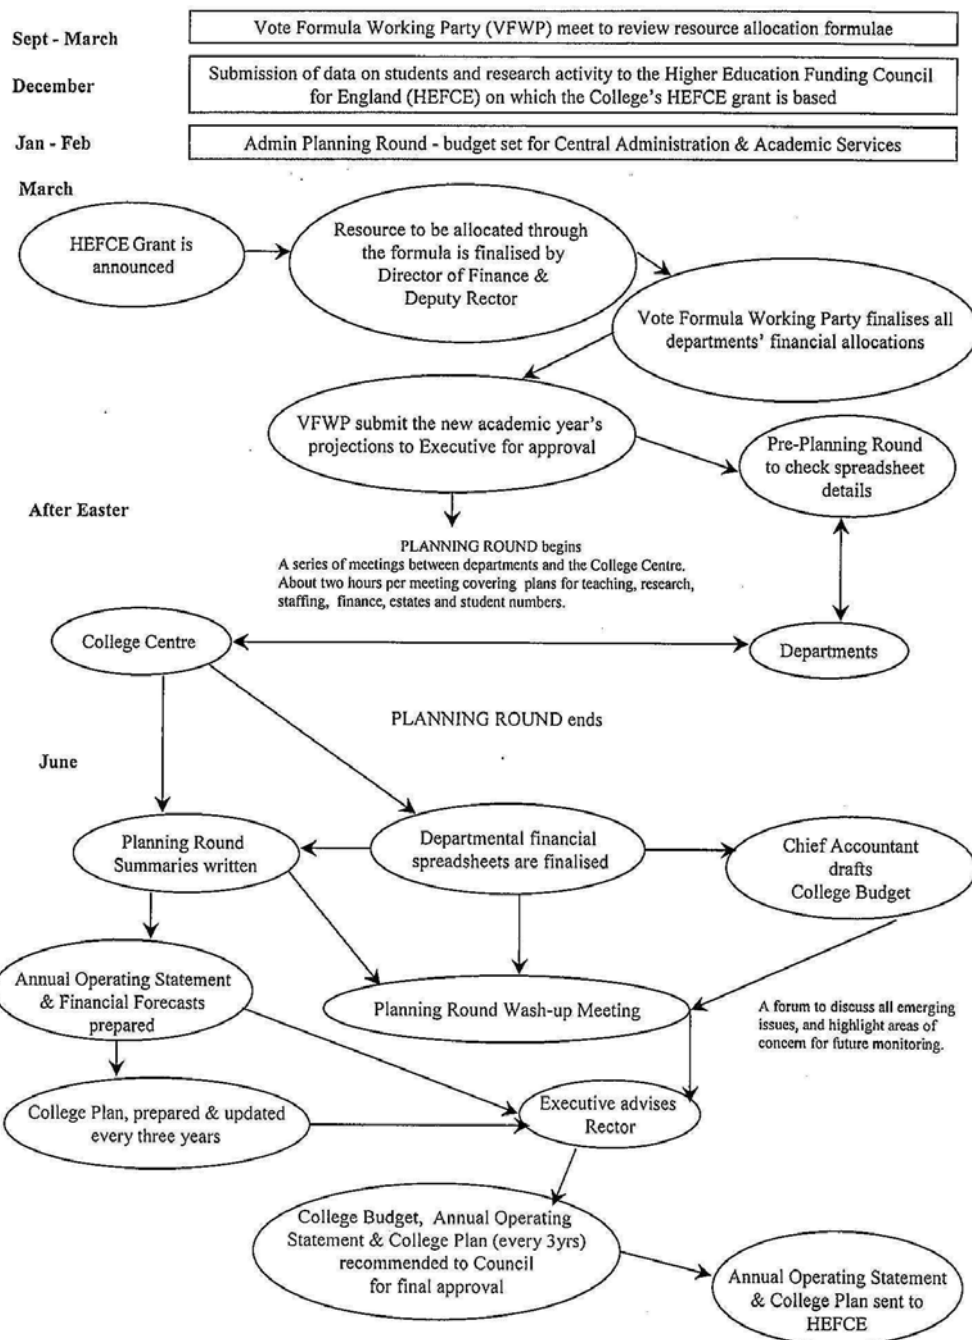 Sept - March
Vote Formula Working Party (VFWP) meet to review resource allocation formulae
December
Submission of data on students and research activity to the Higher Education Funding Council
for England (HEFCE) on which the College's HEFCE grant is based
Jan - Feb
Admin Planning Round - budget set for Central Administration & Academic Services
March
HEFCE Grant is
announced
Resource to be allocated through
the formula is finalised by
Director of Finance &
Deputy Rector
Vote Formula Working Party finalises all
departments' financial allocations
VFWP submit the new academic year's
projections to Executive for approval
Pre-Planning Round
to check spreadsheet
details
After Easter
PLANNING ROUND begins
A series of meetings between departments and the College Centre.
About two hours per meeting covering plans for teaching, research,
staffing, finance, estates and student numbers.
College Centre
Departments
PLANNING ROUND ends
June
Planning Round
Summaries written
Departmental financial
spreadsheets are finalised
Chief Accountant
drafts
College Budget
Annual Operating Statement
& Financial Forecasts
prepared
Planning Round Wash-up Meeting
A forum to discuss all emerging
issues, and highlight areas of
concern for future monitoring.
College Plan, prepared & updated
every three years
Executive advises
Rector
College Budget, Annual Operating
Statement & College Plan (every 3yrs)
recommended to Council
for final approval
Annual Operating Statement
& College Plan sent to
HEFCE